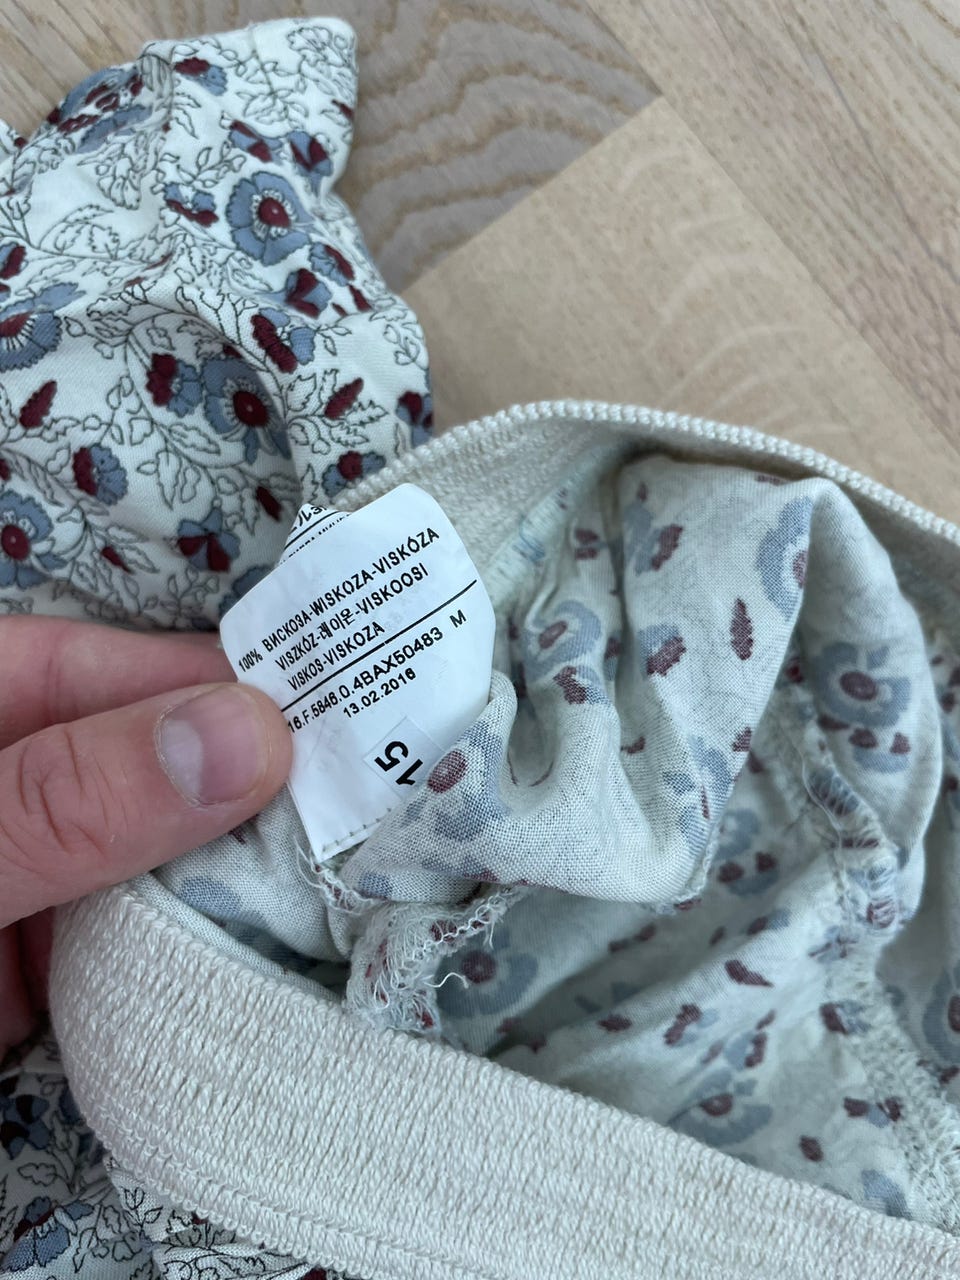 100% ВИСКОЗА-WISKOZA-VISKÓZA
VISZKÓZ-레이온-VISKOOSI
VISKOS-VISKOZA
16.F.5846.0.4BAX50483 M
13.02.2016
15